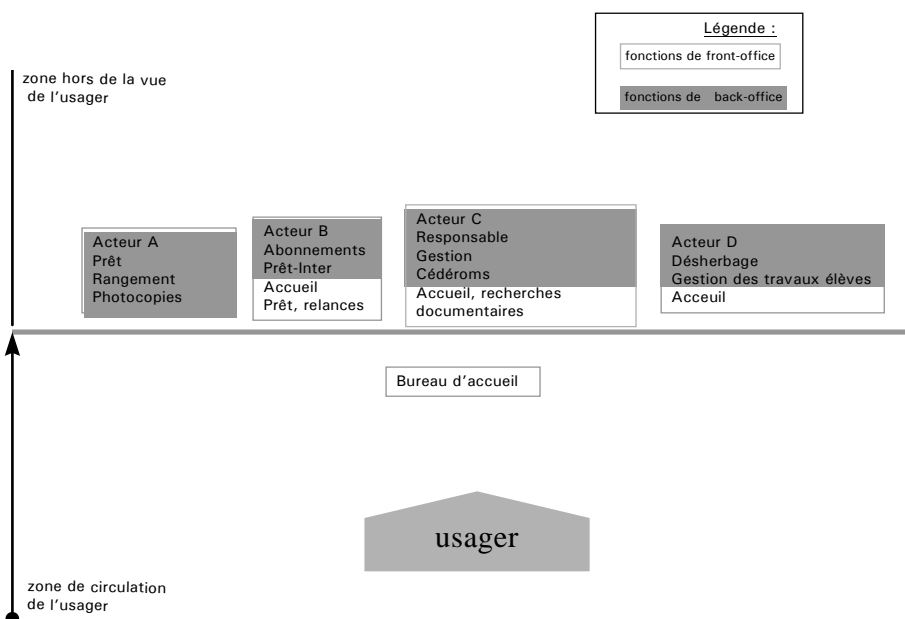 Légende :
fonctions de front-office
fonctions de back-office
zone hors de la vue
de l'usager
Acteur A
Prêt
Rangement
Photocopies
Acteur B
Abonnements
Prêt-Inter
Accueil
Prêt, relances
Acteur C
Responsable
Gestion
Cédéroms
Accueil, recherches
documentaires
Acteur D
Désherbage
Gestion des travaux élèves
Acceuil
Bureau d'accueil
usager
zone de circulation
de l'usager